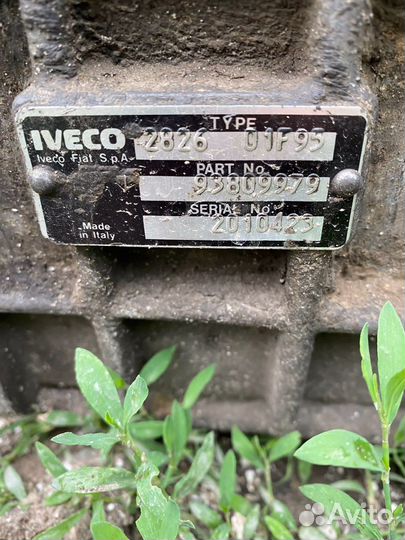 TYPE
IVECO 2826 01F95
Iveco Fiat S.p.A.
PART No.
93809979
SERIAL No.
Made in Italy 2010423
Avito